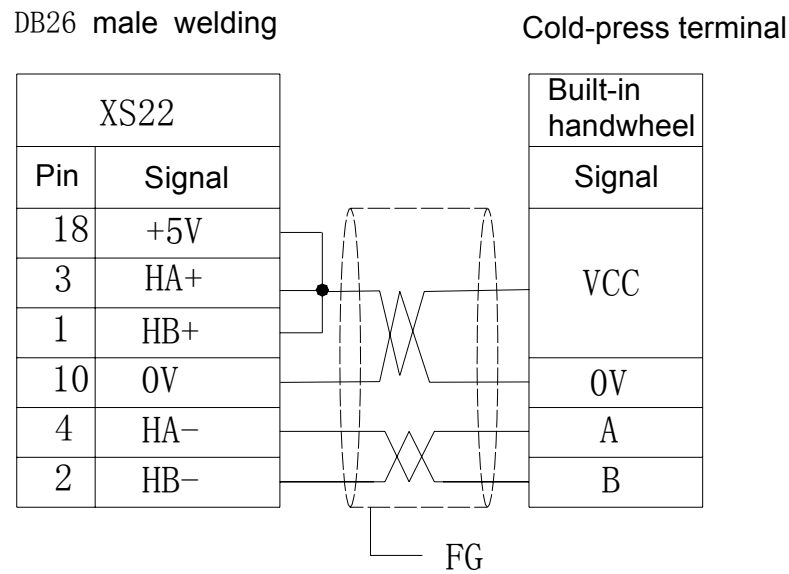 DB26 male welding
Cold-press terminal
XS22
Built-in
handwheel
Pin Signal
Signal
18 +5V
3 HA+
VCC
1 HB+
10 0V
0V
4 HA-
A
2 HB-
B
FG